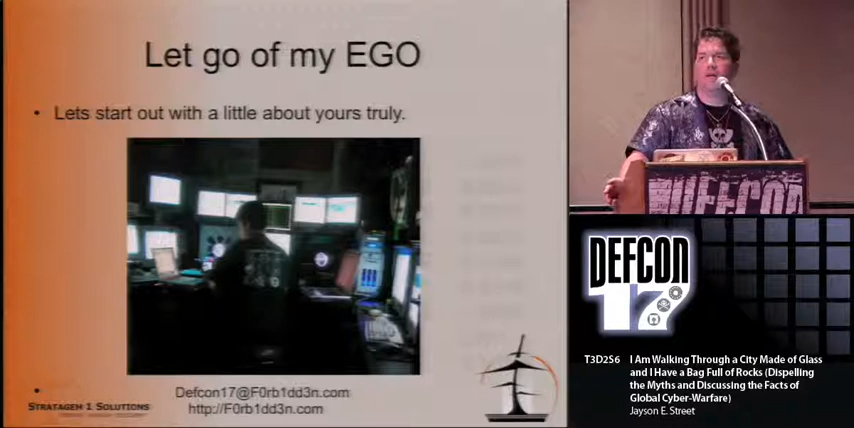 Let go of my EGO
• Lets start out with a little about yours truly.
Defcon17@F0rb1dd3n.com
http://F0rb1dd3n.com
STRATAGEM 1 SOLUTIONS
DEFCON
DEFCON
17
T3D2S6 I Am Walking Through a City Made of Glass
and I Have a Bag Full of Rocks (Dispelling
the Myths and Discussing the Facts of
Global Cyber-Warfare)
Jayson E. Street